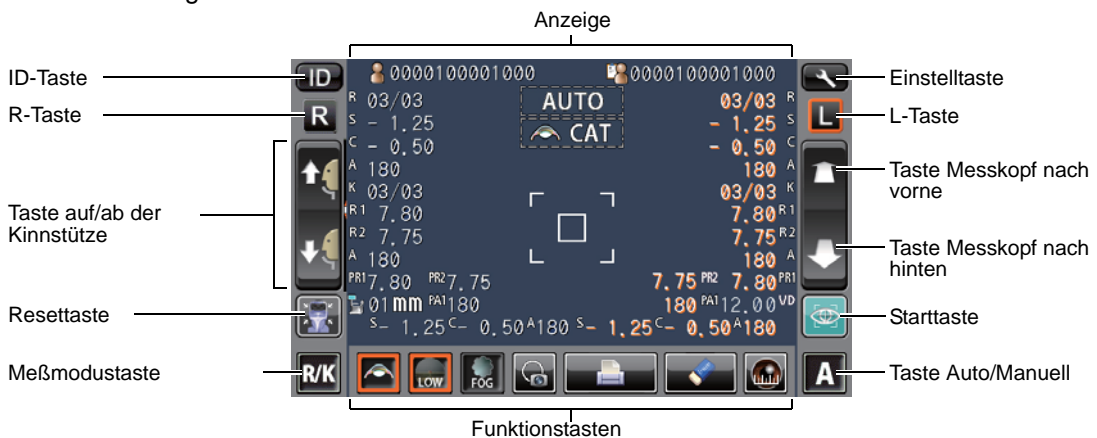 Anzeige
ID-Taste
R-Taste
Taste auf/ab der
Kinnstütze
Resettaste
Meßmodustaste
ID
R
R/K
0000100001000 0000100001000
AUTO
CAT
R 03/03 03/03 R
S - 1.25 - 1.25 S
C - 0.50 - 0.50 C
A 180 180 A
K 03/03 03/03 K
R1 7.80 7.80 R1
R2 7.75 7.75 R2
A 180 180 A
PR1 7.80 PR2 7.75 7.75 PR2 7.80 PR1
01 mm PA1 180 180 PA1 12.00 VD
S- 1.25 C- 0.50 A180 S- 1.25 C- 0.50 A180
LOW
FOG
L
A
Einstelltaste
L-Taste
Taste Messkopf nach
vorne
Taste Messkopf nach
hinten
Starttaste
Taste Auto/Manuell
Funktionstasten